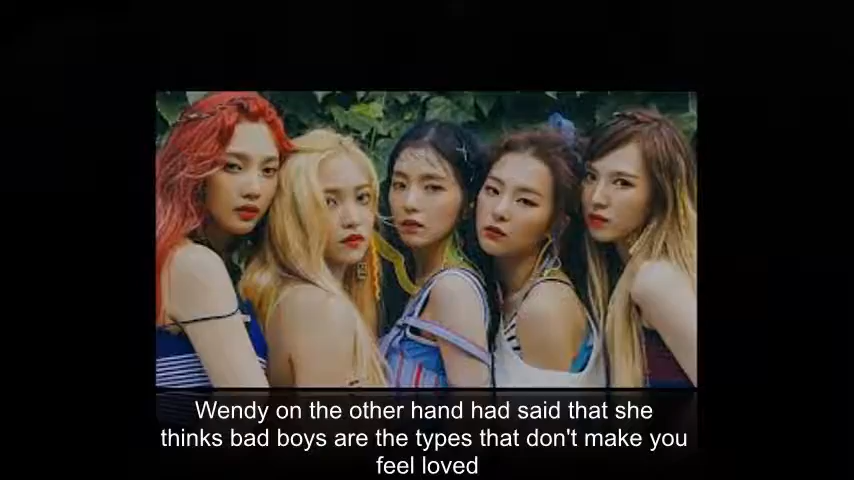 Wendy on the other hand had said that she
thinks bad boys are the types that don't make you
feel loved